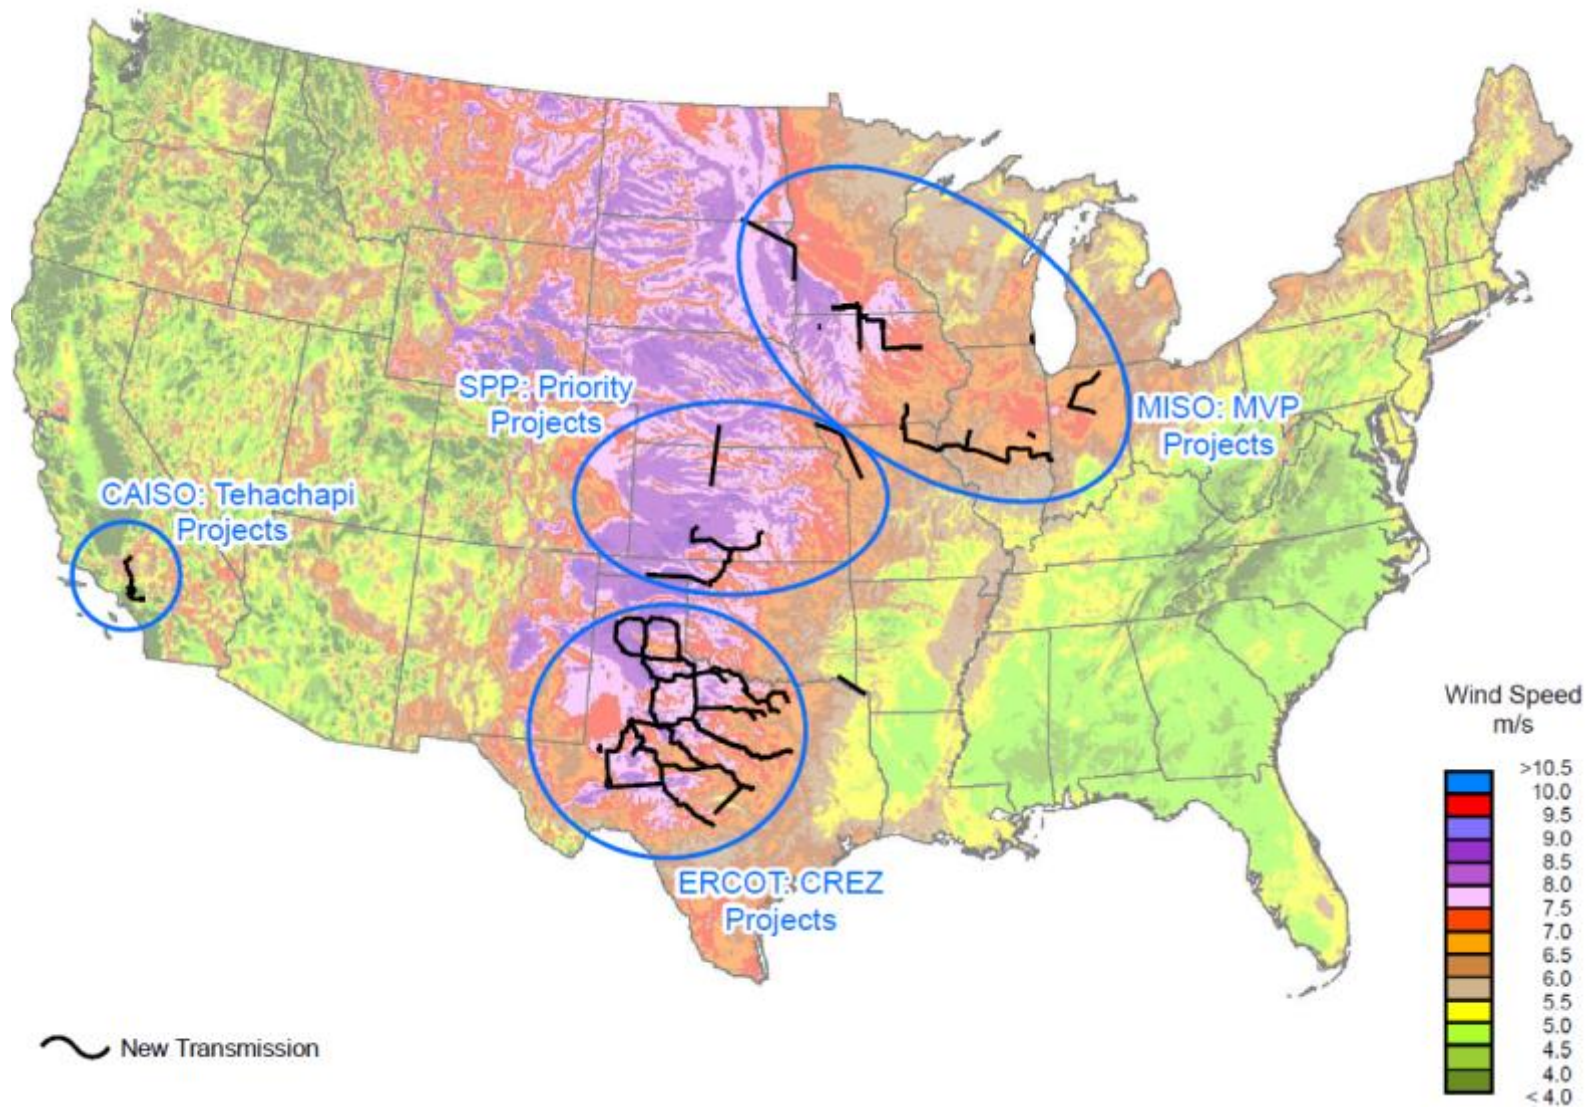 SPP: Priority
Projects
MISO: MVP
Projects
CAISO: Tehachapi
Projects
ERCOT: CREZ
Projects
Wind Speed
m/s
>10.5
10.0
9.5
9.0
8.5
8.0
7.5
7.0
6.5
6.0
5.5
5.0
4.5
4.0
< 4.0
New Transmission